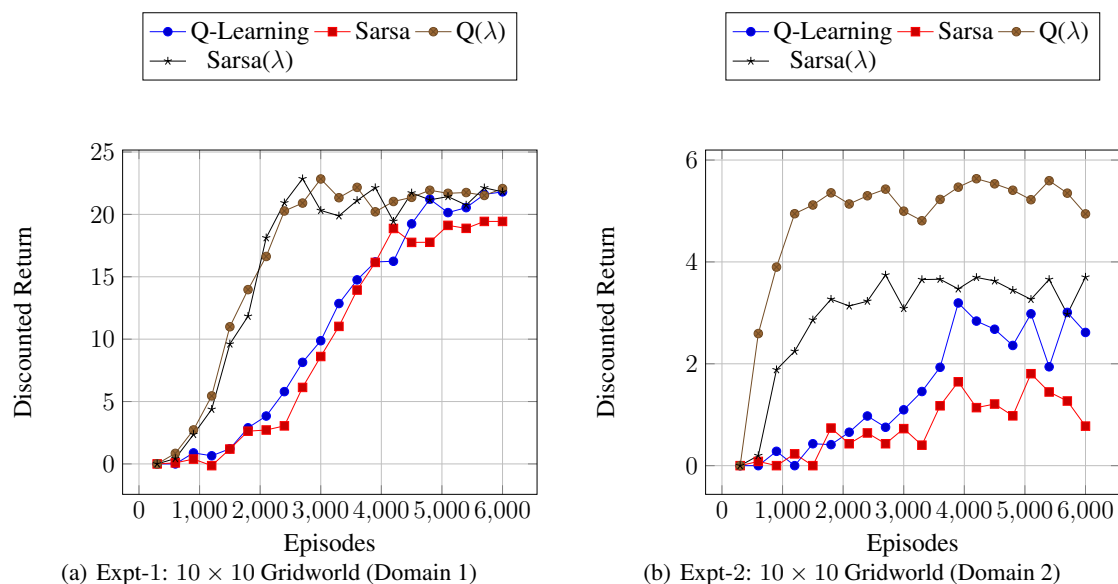 Q-Learning Sarsa Q(λ)
Sarsa(λ)
Q-Learning Sarsa Q(λ)
Sarsa(λ)
25
20
15
10
5
0
Discounted Return
0 1,000 2,000 3,000 4,000 5,000 6,000
Episodes
(a) Expt-1: 10 × 10 Gridworld (Domain 1)
6
4
2
0
Discounted Return
0 1,000 2,000 3,000 4,000 5,000 6,000
Episodes
(b) Expt-2: 10 × 10 Gridworld (Domain 2)